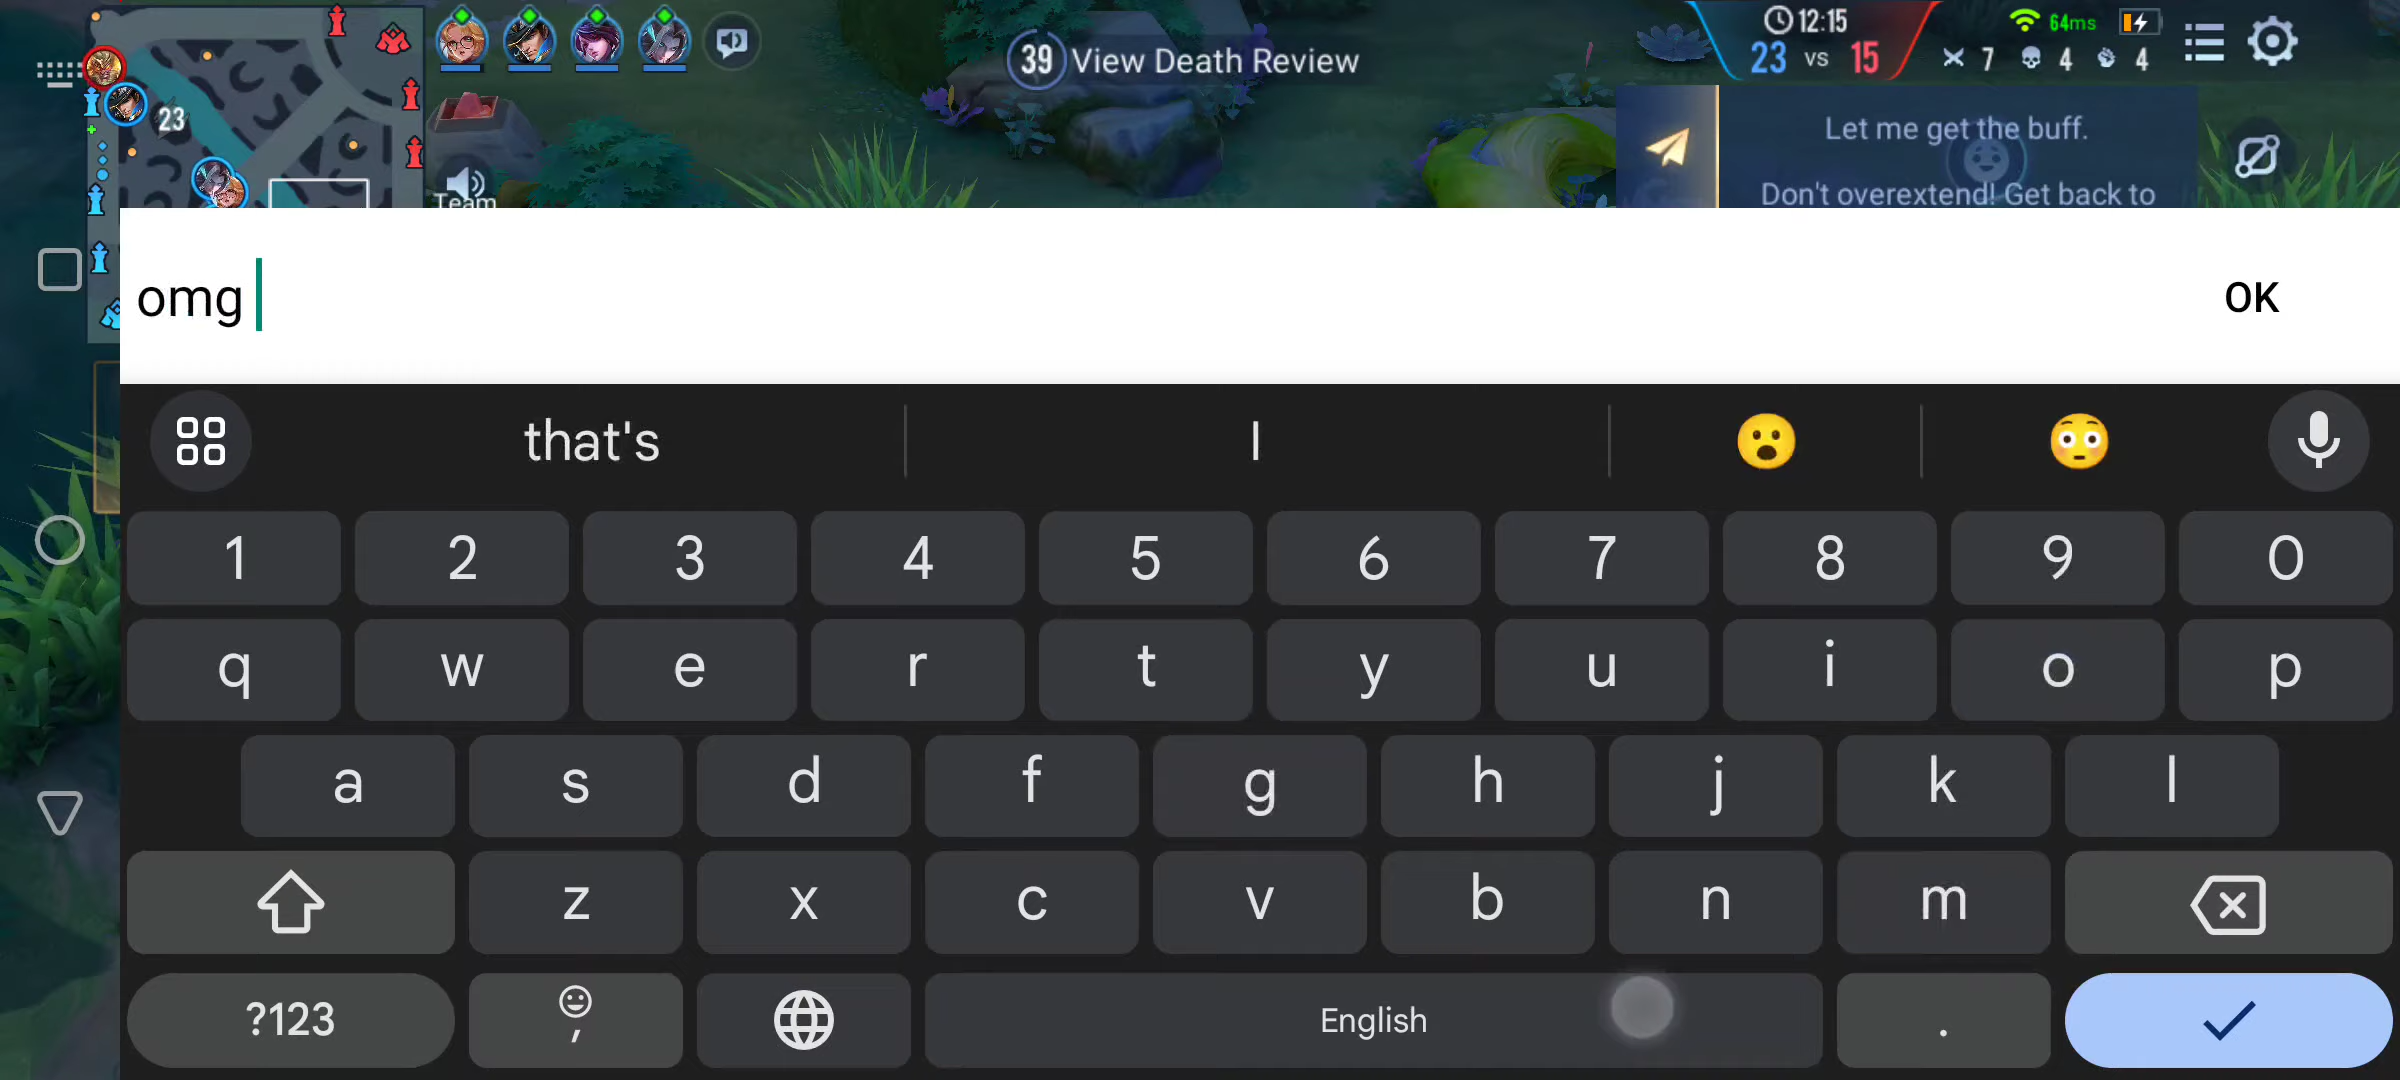 23
39 View Death Review
12:15
23 vs 15
64ms
7 4 4
Let me get the buff.
Don't overextend! Get back to
Team
omg
OK
that's I
1 2 3 4 5 6 7 8 9 0
q w e r t y u i o p
a s d f g h j k l
z x c v b n m
?123 , English .